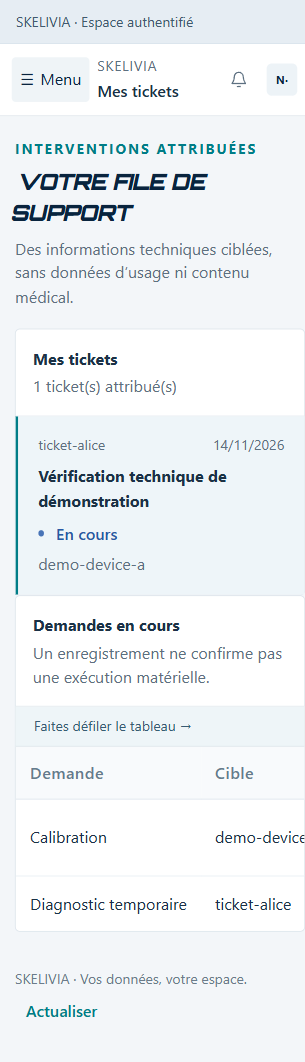 SKELIVIA · Espace authentifié
☰ Menu
SKELIVIA
Mes tickets
N·
INTERVENTIONS ATTRIBUÉES
VOTRE FILE DE
SUPPORT
Des informations techniques ciblées,
sans données d'usage ni contenu
médical.
Mes tickets
1 ticket(s) attribué(s)
ticket-alice 14/11/2026
Vérification technique de
démonstration
• En cours
demo-device-a
Demandes en cours
Un enregistrement ne confirme pas
une exécution matérielle.
Faites défiler le tableau →
Demande Cible
Calibration demo-device
Diagnostic temporaire ticket-alice
SKELIVIA · Vos données, votre espace.
Actualiser